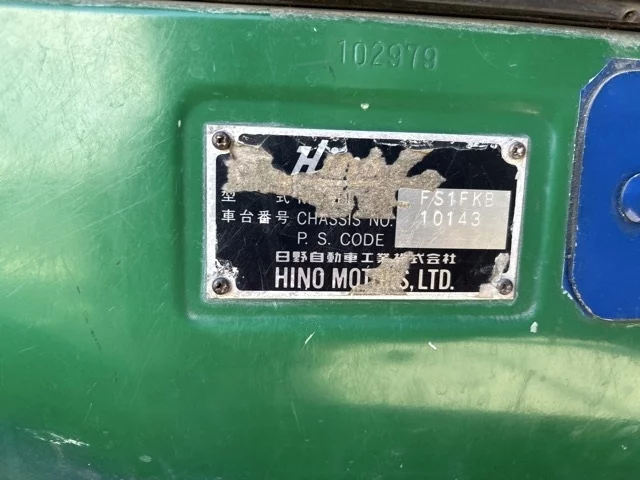 102979
型 式 FS1FKB
車台番号 CHASSIS NO. 10143
P. S. CODE
日野自動車工業株式会社
HINO MOTORS, LTD.